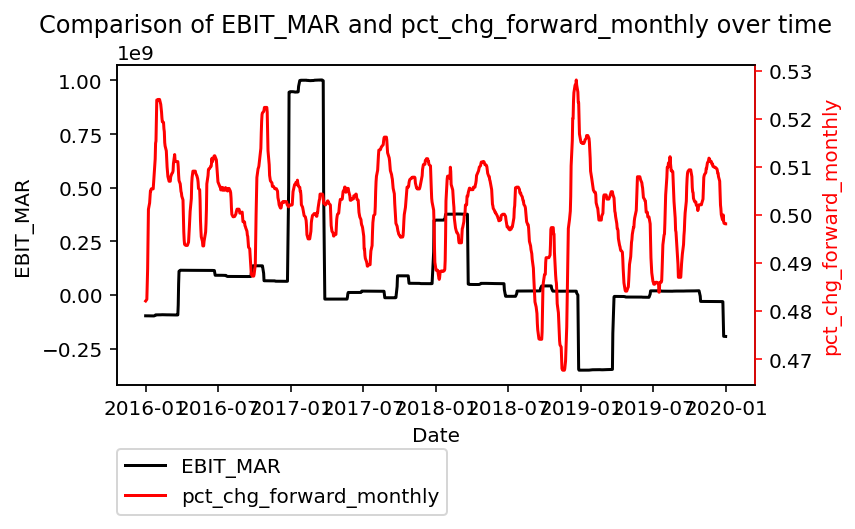 Comparison of EBIT_MAR and pct_chg_forward_monthly over time
1e9
1.00
0.75
0.50
0.25
0.00
−0.25
EBIT_MAR
0.53
0.52
0.51
0.50
0.49
0.48
0.47
pct_chg_forward_monthly
2016-01 2016-07 2017-01 2017-07 2018-01 2018-07 2019-01 2019-07 2020-01
Date
EBIT_MAR
pct_chg_forward_monthly